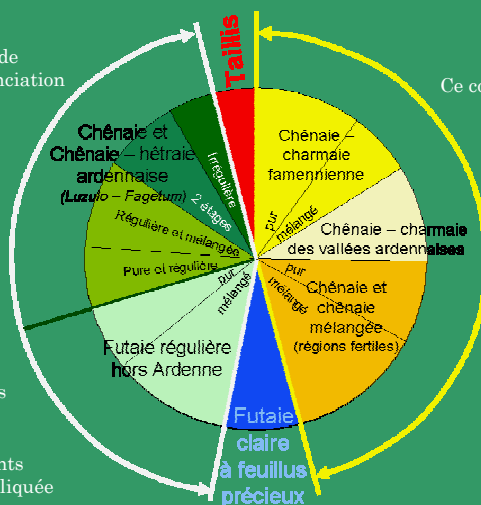 de
nciation
Ce co
Taillis
Chênaie et
Chênaie – hêtraie
ardennaise
(Luzulo – Fagetum)
Irrégulière
2 étages
Régulière et mélangée
Pure et régulière
pur
mélangé
Futaie régulière
hors Ardenne
Chênaie –
charmaie
famennienne
pur
mélangé
Chênaie – charmaie
des vallées ardennaises
pur
mélangé
Chênaie et
chênaie
mélangée
(régions fertiles)
Futaie
claire
à feuillus
précieux
s
nts
liquée